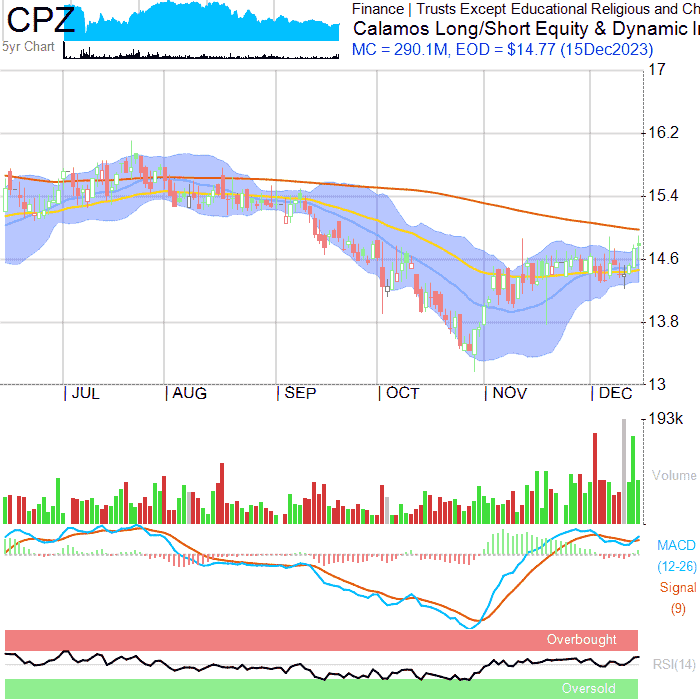 CPZ
Finance | Trusts Except Educational Religious and Ch
Calamos Long/Short Equity & Dynamic I
5yr Chart
MC = 290.1M, EOD = $14.77 (15Dec2023)
17
16.2
15.4
14.6
13.8
13
| JUL | AUG | SEP | OCT | NOV | DEC
193k
Volume
MACD
(12-26)
Signal
(9)
Overbought
RSI(14)
Oversold